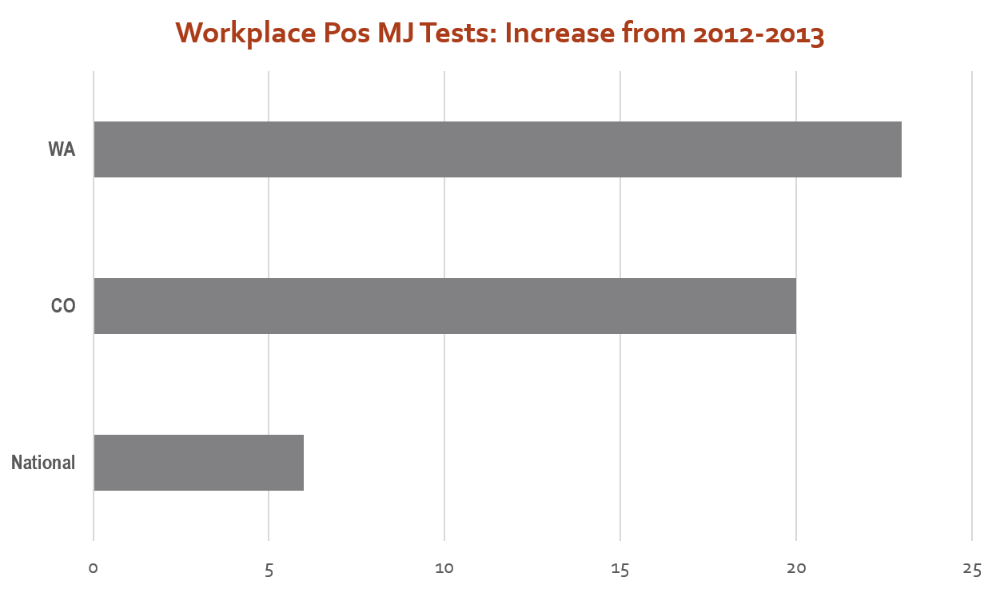 Workplace Pos MJ Tests: Increase from 2012-2013
WA
CO
National
0 5 10 15 20 25